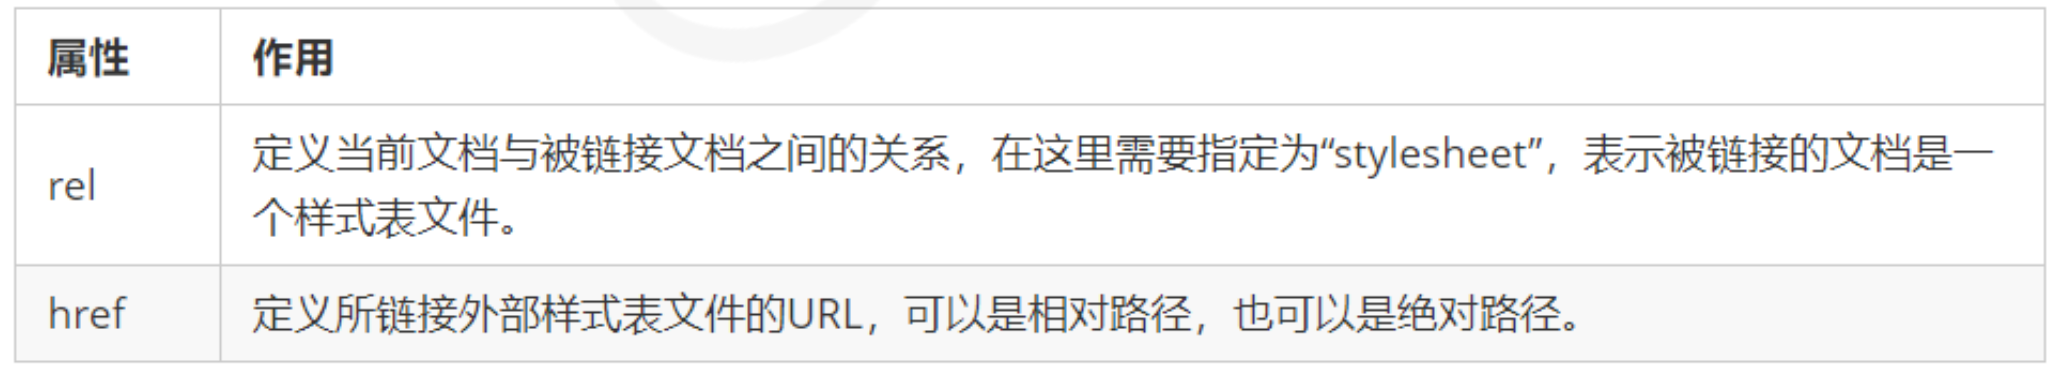 属性 作用
rel 定义当前文档与被链接文档之间的关系，在这里需要指定为“stylesheet”，表示被链接的文档是一
个样式表文件。
href 定义所链接外部样式表文件的URL，可以是相对路径，也可以是绝对路径。